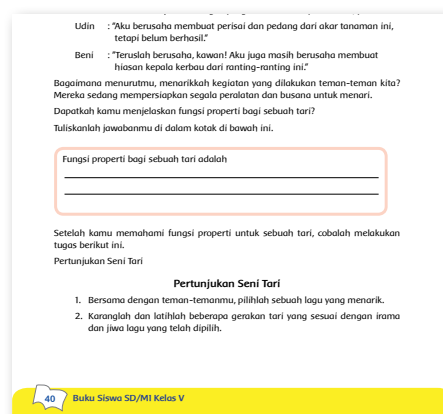 Udin : "Aku berusaha membuat perisai dan pedang dari akar tanaman ini,
tetapi belum berhasil."
Beni : "Teruslah berusaha, kawan! Aku juga masih berusaha membuat
hiasan kepala kerbau dari ranting-ranting ini."
Bagaimana menurutmu, menarikkah kegiatan yang dilakukan teman-teman kita?
Mereka sedang mempersiapkan segala peralatan dan busana untuk menari.
Dapatkah kamu menjelaskan fungsi properti bagi sebuah tari?
Tuliskanlah jawabanmu di dalam kotak di bawah ini.
Fungsi properti bagi sebuah tari adalah
Setelah kamu memahami fungsi properti untuk sebuah tari, cobalah melakukan
tugas berikut ini.
Pertunjukan Seni Tari
Pertunjukan Seni Tari
1. Bersama dengan teman-temanmu, pilihlah sebuah lagu yang menarik.
2. Karanglah dan latihlah beberapa gerakan tari yang sesuai dengan irama
dan jiwa lagu yang telah dipilih.
40 Buku Siswa SD/MI Kelas V